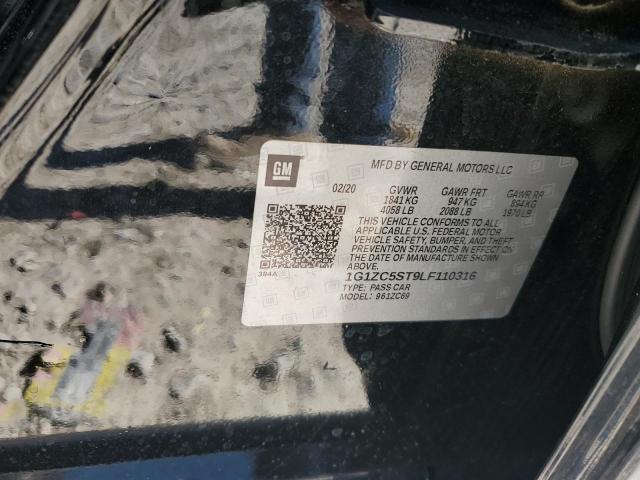 GM
MFD BY GENERAL MOTORS LLC
02/20
GVWR GAWR FRT GAWR RR
1841 KG 947 KG 894 KG
4058 LB 2088 LB 1970 LB
THIS VEHICLE CONFORMS TO ALL
APPLICABLE U.S. FEDERAL MOTOR
VEHICLE SAFETY, BUMPER, AND THEFT
PREVENTION STANDARDS IN EFFECT ON
THE DATE OF MANUFACTURE SHOWN
ABOVE.
384A
1G1ZC5ST9LF110316
TYPE: PASS CAR
MODEL: 961ZC69